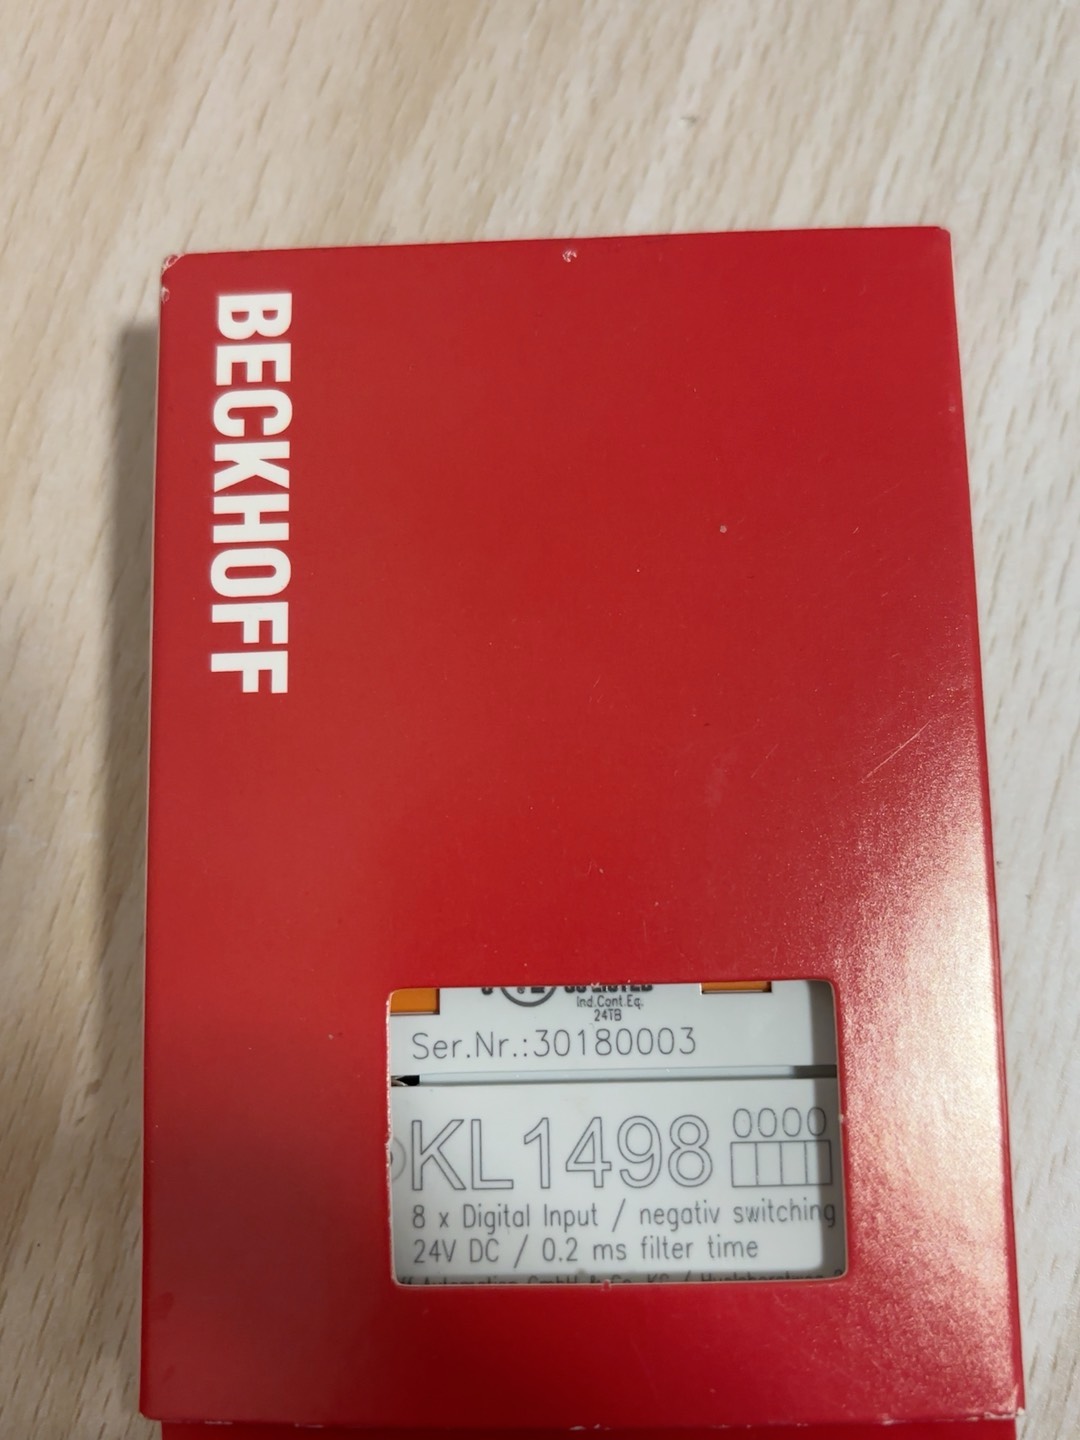 BECKHOFF
Ind.Cont.Eq.
24TB
Ser.Nr.:30180003
KL1498 0000
8 x Digital Input / negativ switching
24V DC / 0.2 ms filter time